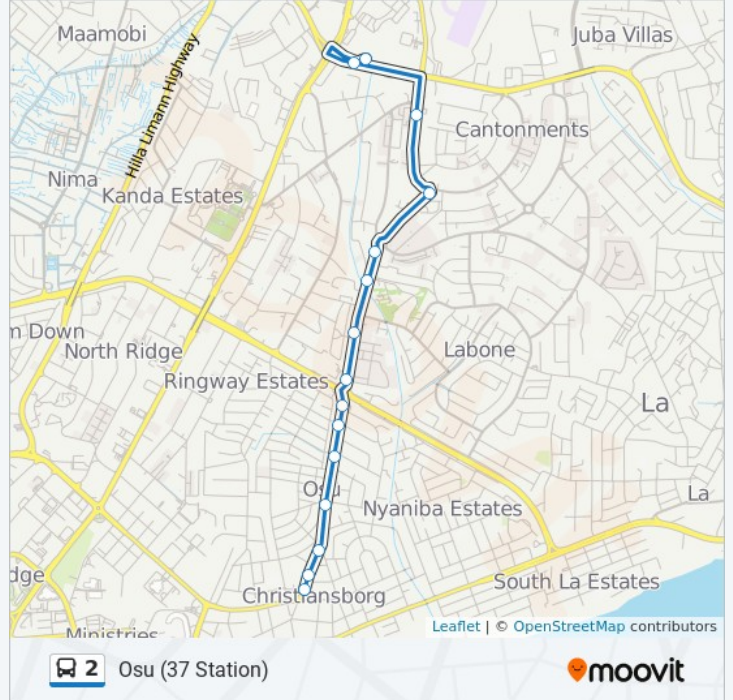 Maamobi
Juba Villas
Hilla Limann Highway
Cantonments
Nima
Kanda Estates
m Down
North Ridge
Labone
Ringway Estates
La
Osu
La
Nyaniba Estates
dge
South La Estates
Christiansborg
Ministries
Leaflet | © OpenStreetMap contributors
2 Osu (37 Station)
moovit